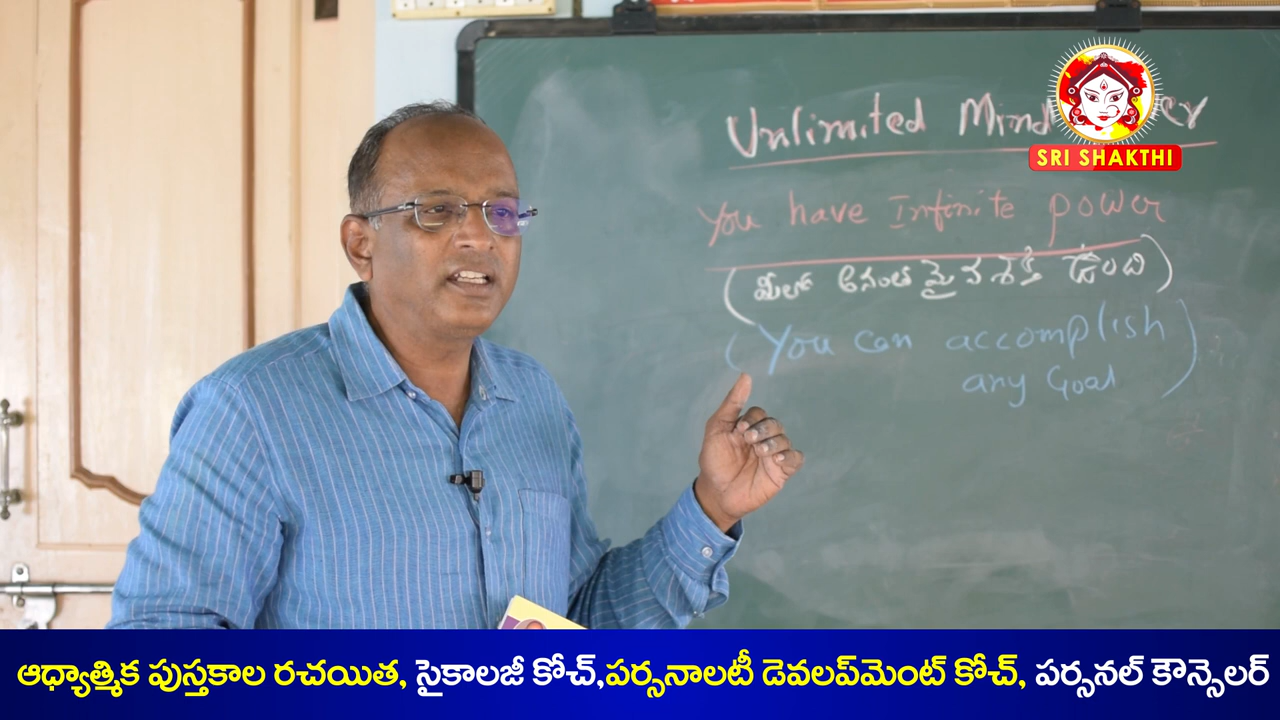 Unlimited Mind
SRI SHAKTHI
You have Infinite power
(మీలో అనంతమైన శక్తి ఉంది)
(You can accomplish
any Goal)
ఆధ్యాత్మిక పుస్తకాల రచయిత, సైకాలజీ కోచ్,పర్సనాలటీ డెవలప్‌మెంట్ కోచ్, పర్సనల్ కౌన్సెలర్